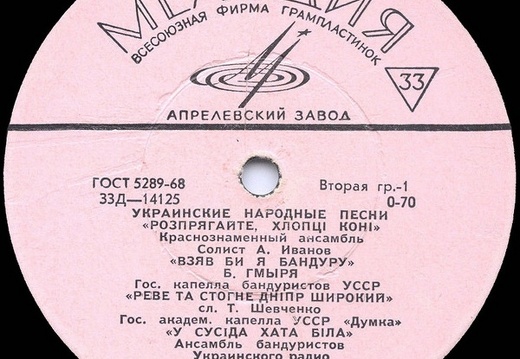 МЕЛОДИЯ
ВСЕСОЮЗНАЯ ФИРМА ГРАМПЛАСТИНОК
33
АПРЕЛЕВСКИЙ ЗАВОД
ГОСТ 5289-68
Вторая гр.-1
33Д—14125
0-70
УКРАИНСКИЕ НАРОДНЫЕ ПЕСНИ
«РОЗПРЯГАЙТЕ, ХЛОПЦІ КОНІ»
Краснознаменный ансамбль
Солист А. Иванов
«ВЗЯВ БИ Я БАНДУРУ»
Б. ГМЫРЯ
Гос. капелла бандуристов УССР
«РЕВЕ ТА СТОГНЕ ДНІПР ШИРОКИЙ»
сл. Т. Шевченко
Гос. академ. капелла УССР «Думка»
«У СУСІДА ХАТА БІЛА»
Ансамбль бандуристов
Украинского радио